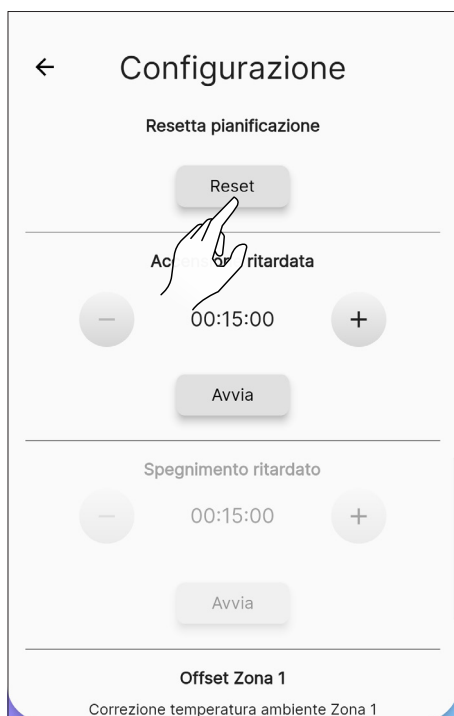 Configurazione
Resetta pianificazione
Reset
Accensione ritardata
00:15:00
Avvia
Spegnimento ritardato
00:15:00
Avvia
Offset Zona 1
Correzione temperatura ambiente Zona 1